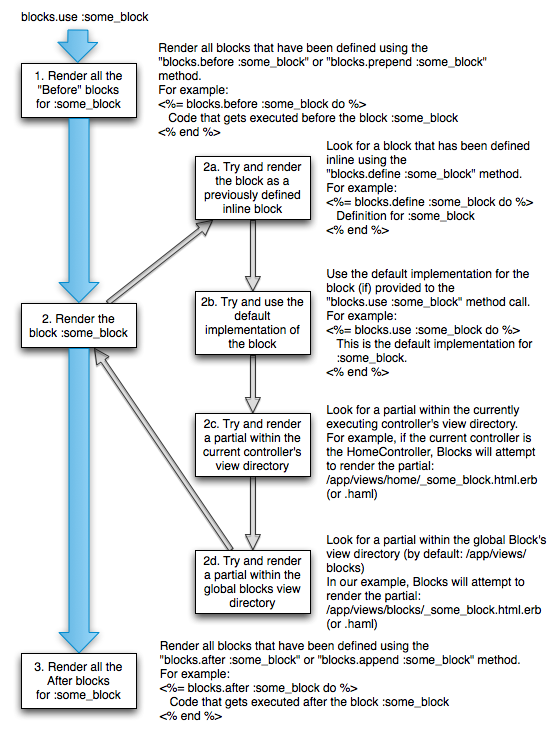 blocks.use :some_block
Render all blocks that have been defined using the
"blocks.before :some_block" or "blocks.prepend :some_block"
method.
For example:
<%= blocks.before :some_block do %>
Code that gets executed before the block :some_block
<% end %>
1. Render all the
"Before" blocks
for :some_block
Look for a block that has been defined
inline using the
"blocks.define :some_block" method.
For example:
<%= blocks.define :some_block do %>
Definition for :some_block
<% end %>
2a. Try and render
the block as a
previously defined
inline block
Use the default implementation for the
block (if) provided to the
"blocks.use :some_block" method call.
For example:
<%= blocks.use :some_block do %>
This is the default implementation for
:some_block.
<% end %>
2. Render the
block :some_block
2b. Try and use the
default
implementation of
the block
Look for a partial within the currently
executing controller's view directory.
For example, if the current controller is
the HomeController, Blocks will attempt
to render the partial:
/app/views/home/_some_block.html.erb
(or .haml)
2c. Try and render
a partial within the
current controller's
view directory
Look for a partial within the global Block's
view directory (by default: /app/views/
blocks)
In our example, Blocks will attempt to
render the partial:
/app/views/blocks/_some_block.html.erb
(or .haml)
2d. Try and render
a partial within the
global blocks view
directory
Render all blocks that have been defined using the
"blocks.after :some_block" or "blocks.append :some_block" method.
For example:
<%= blocks.after :some_block do %>
Code that gets executed after the block :some_block
<% end %>
3. Render all the
After blocks
for :some_block